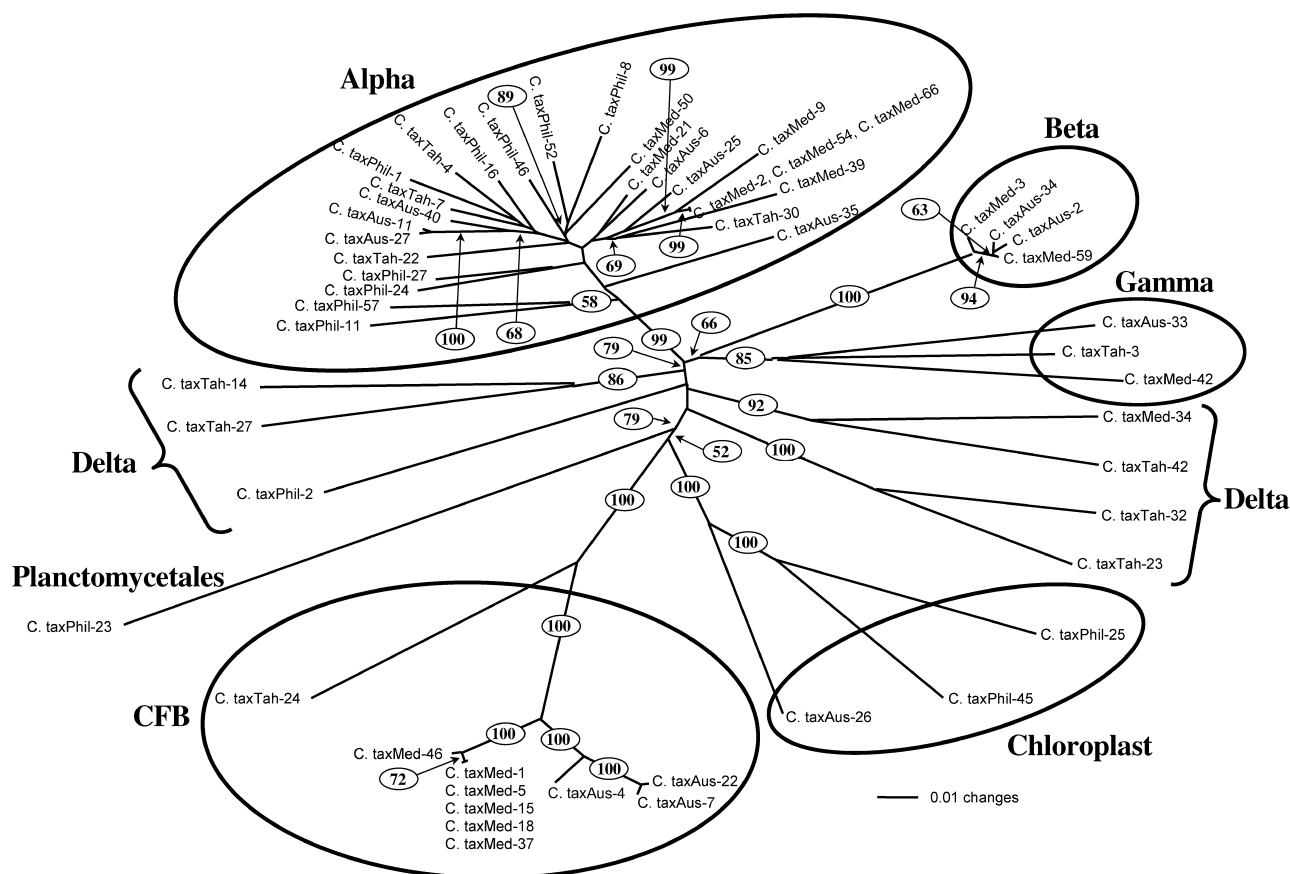 Alpha
89
99
C. taxPhil-8
C. taxPhil-52
C. taxPhil-46
C. taxPhil-16
C. taxTah-4
C. taxPhil-1
C. taxTah-7
C. taxAus-40
C. taxAus-11
C. taxAus-27
C. taxTah-22
C. taxPhil-27
C. taxPhil-24
C. taxPhil-57
C. taxPhil-11
C. taxMed-50
C. taxMed-21
C. taxAus-6
C. taxAus-25
C. taxMed-9
C. taxMed-2, C. taxMed-54, C. taxMed-66
C. taxMed-39
C. taxTah-30
C. taxAus-35
99
69
58
100
68
99
Beta
C. taxMed-3
C. taxAus-34
C. taxAus-2
C. taxMed-59
63
94
100
Gamma
C. taxAus-33
C. taxTah-3
C. taxMed-42
66
85
79
86
Delta
C. taxTah-14
C. taxTah-27
C. taxPhil-2
92
100
Delta
C. taxMed-34
C. taxTah-42
C. taxTah-32
C. taxTah-23
79
52
100
100
100
Planctomycetales
C. taxPhil-23
CFB
C. taxTah-24
100
100
100
100
72
C. taxMed-46
C. taxMed-1
C. taxMed-5
C. taxMed-15
C. taxMed-18
C. taxMed-37
C. taxAus-4
C. taxAus-22
C. taxAus-7
C. taxPhil-25
C. taxPhil-45
C. taxAus-26
Chloroplast
0.01 changes